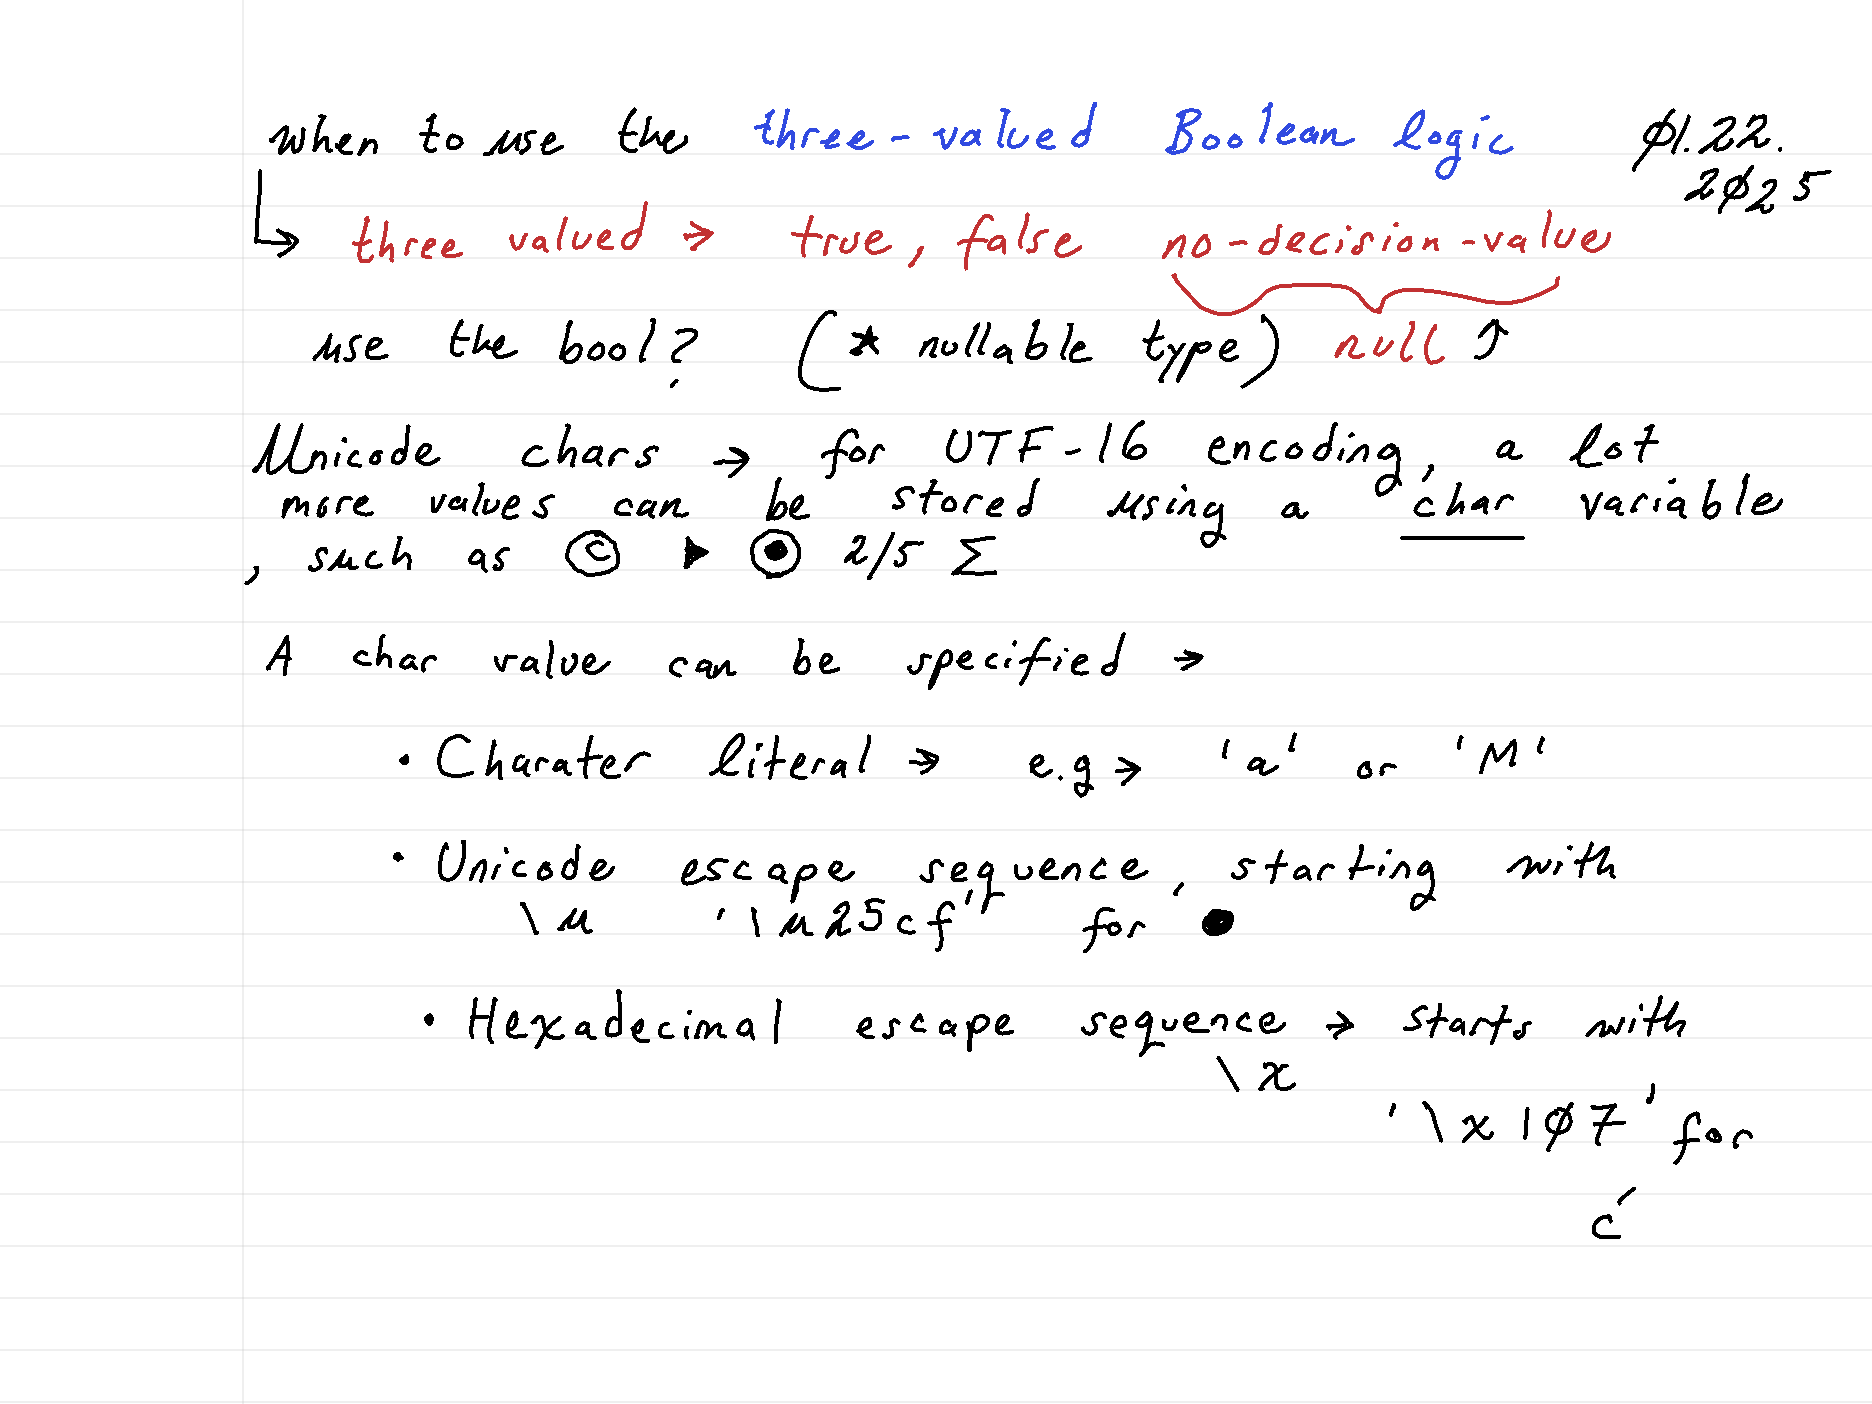 when to use the three-valued Boolean logic Ø1.22.
2Ø25
↳ three valued → true, false no-decision-value
use the bool? (* nullable type) null ↑
Unicode chars → for UTF-16 encoding, a lot
more values can be stored using a char variable
, such as © ▶ ◉ 2/5 Σ
A char value can be specified →
• Charater literal → e.g → 'a' or 'M'
• Unicode escape sequence, starting with
\u '\u25cf' for ●
• Hexadecimal escape sequence → starts with
\x
'\x1Ø7' for
ć